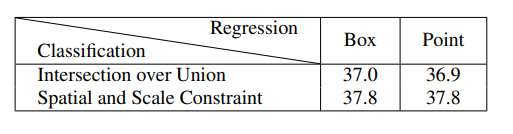 Regression
Classification
Box Point
Intersection over Union 37.0 36.9
Spatial and Scale Constraint 37.8 37.8